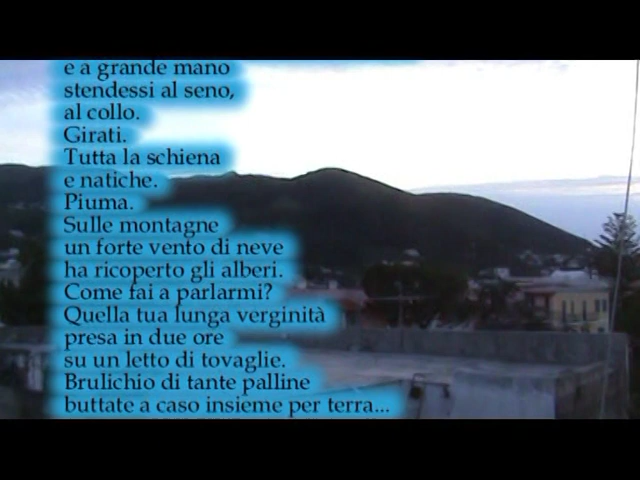 e a grande mano
stendessi al seno,
al collo.
Girati.
Tutta la schiena
e natiche.
Piuma.
Sulle montagne
un forte vento di neve
ha ricoperto gli alberi.
Come fai a parlarmi?
Quella tua lunga verginità
presa in due ore
su un letto di tovaglie.
Brulichio di tante palline
buttate a caso insieme per terra...